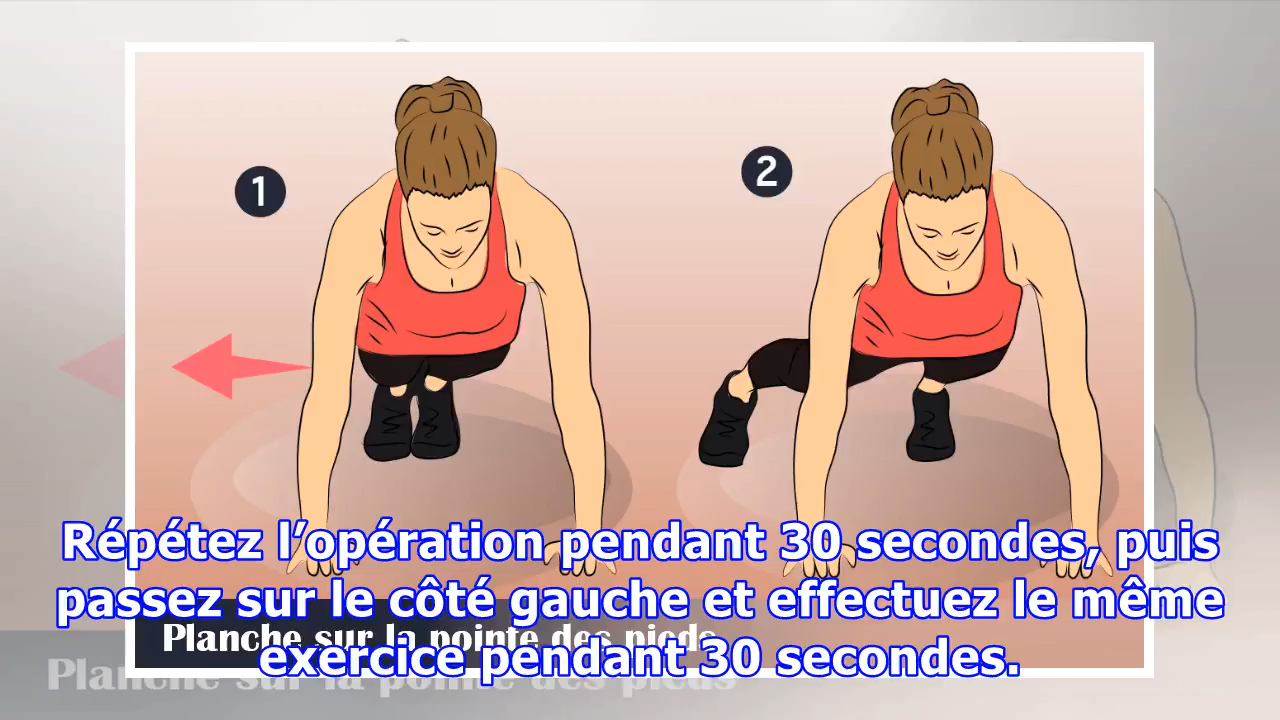 1
2
Répétez l’opération pendant 30 secondes, puis
passez sur le côté gauche et effectuez le même
Planche sur la pointe des pieds
exercice pendant 30 secondes.
Planche sur la pointe des pieds